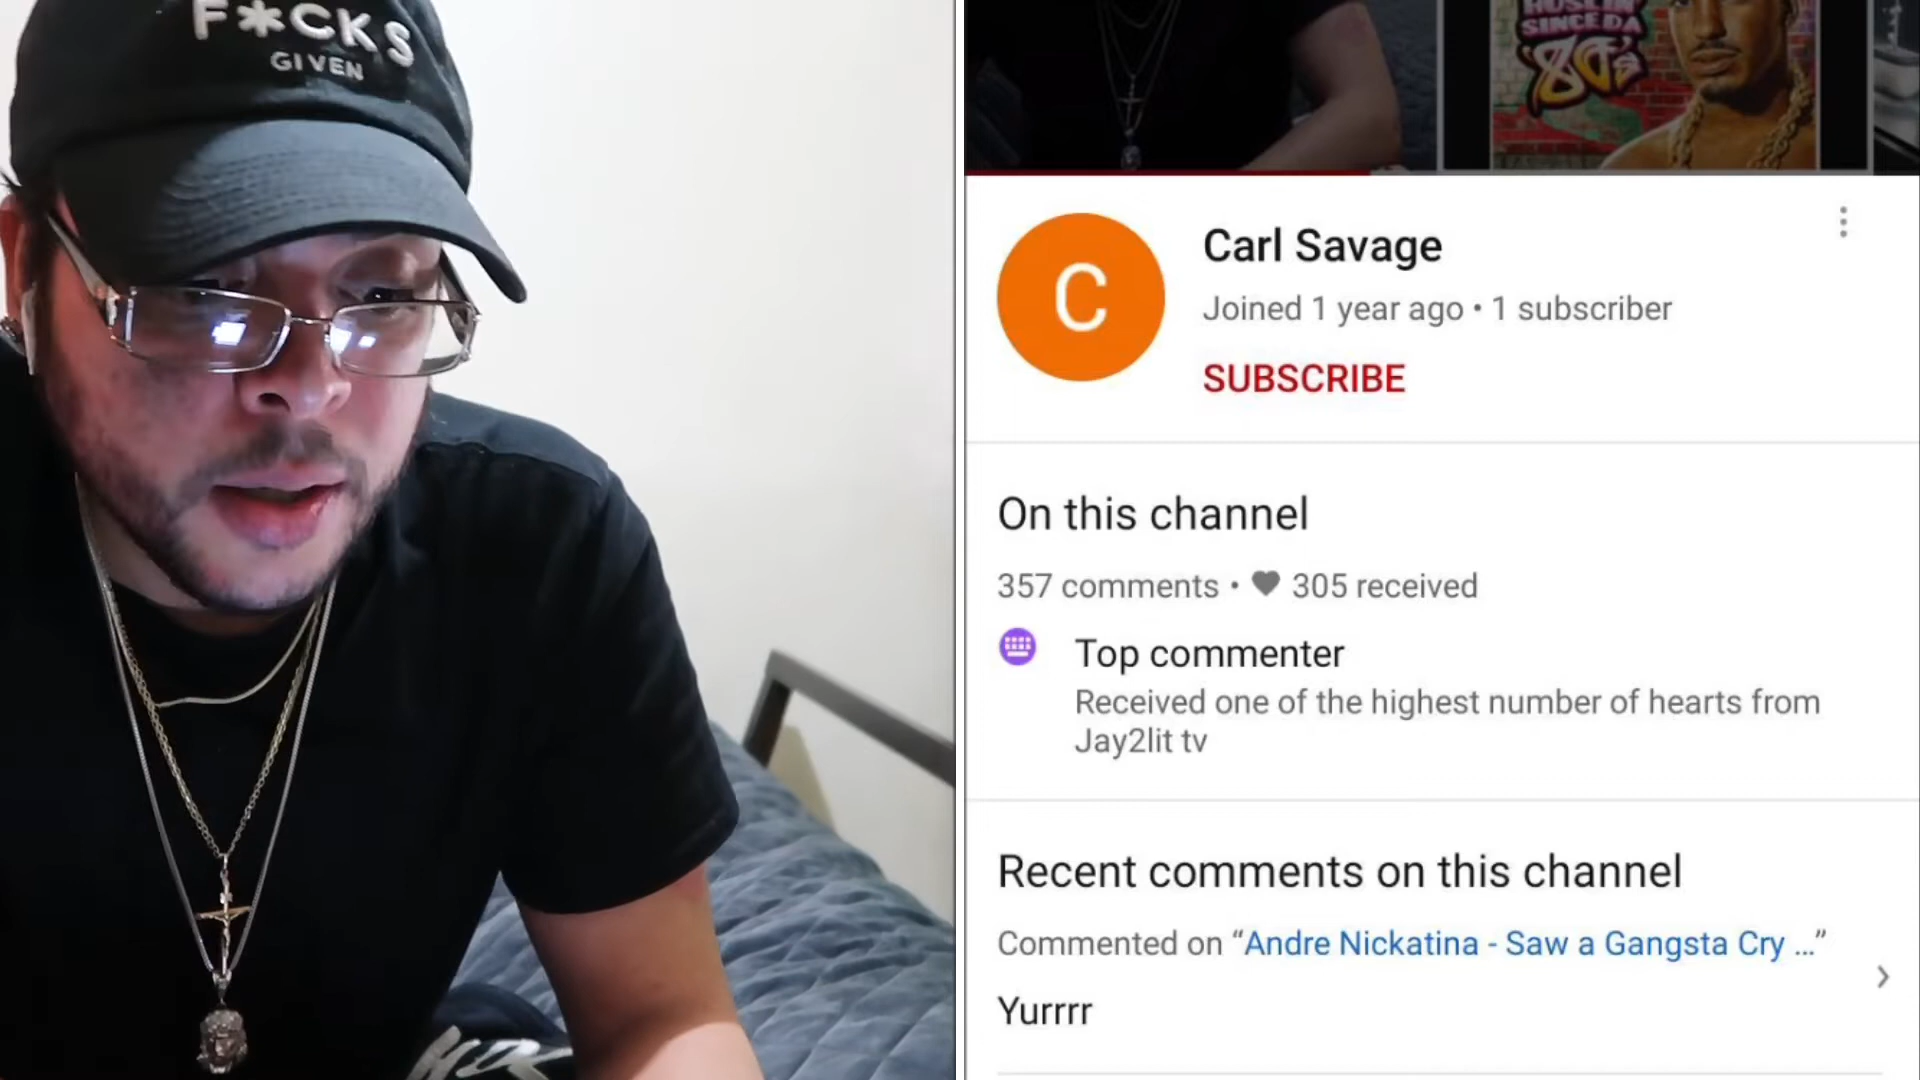 F*CKS
GIVEN
HUSLIN'
SINCE DA
'80's
Carl Savage
C
Joined 1 year ago • 1 subscriber
SUBSCRIBE
On this channel
357 comments • ♥ 305 received
Top commenter
Received one of the highest number of hearts from
Jay2lit tv
Recent comments on this channel
Commented on “Andre Nickatina - Saw a Gangsta Cry ...”
Yurrrr